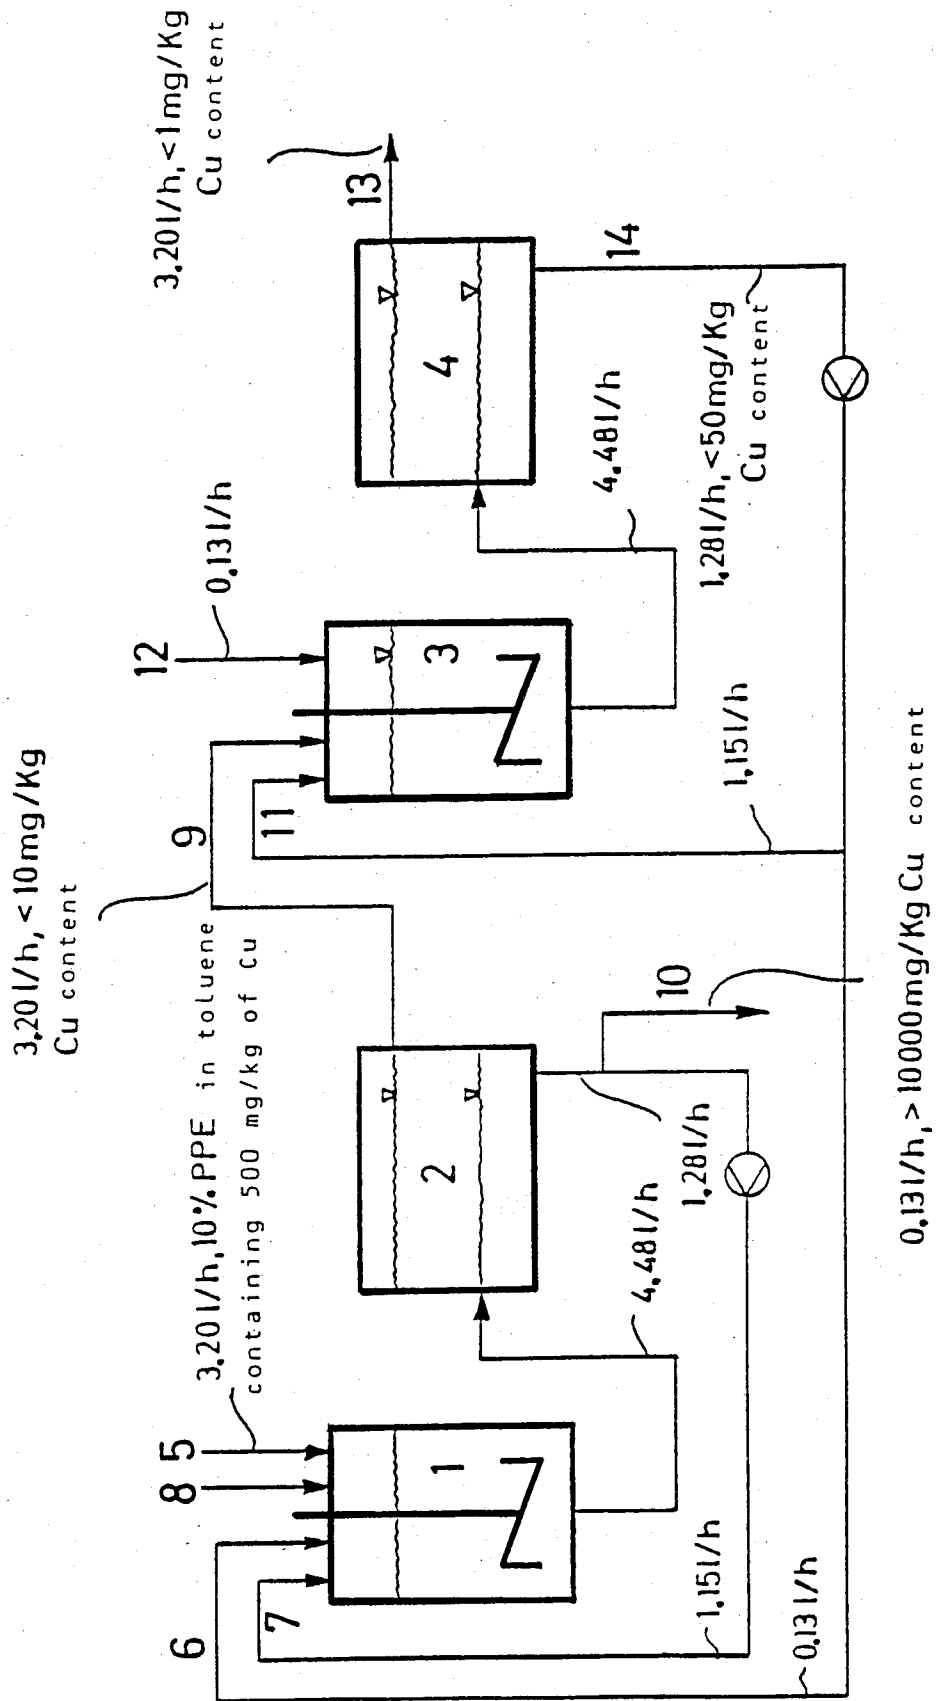 3,20 l/h, <1mg/Kg
Cu content
13
14
4
1,28 l/h, <50mg/Kg
Cu content
4,48 l/h
0,13 l/h
12
3
11
1,15 l/h
9
3,20 l/h, <10mg/Kg
Cu content
3,20 l/h, 10% PPE in toluene
containing 500 mg/kg of Cu
10
0,13 l/h, >10000mg/Kg Cu content
2
1,28 l/h
4,48 l/h
5
8
1
7
6
1,15 l/h
0,13 l/h